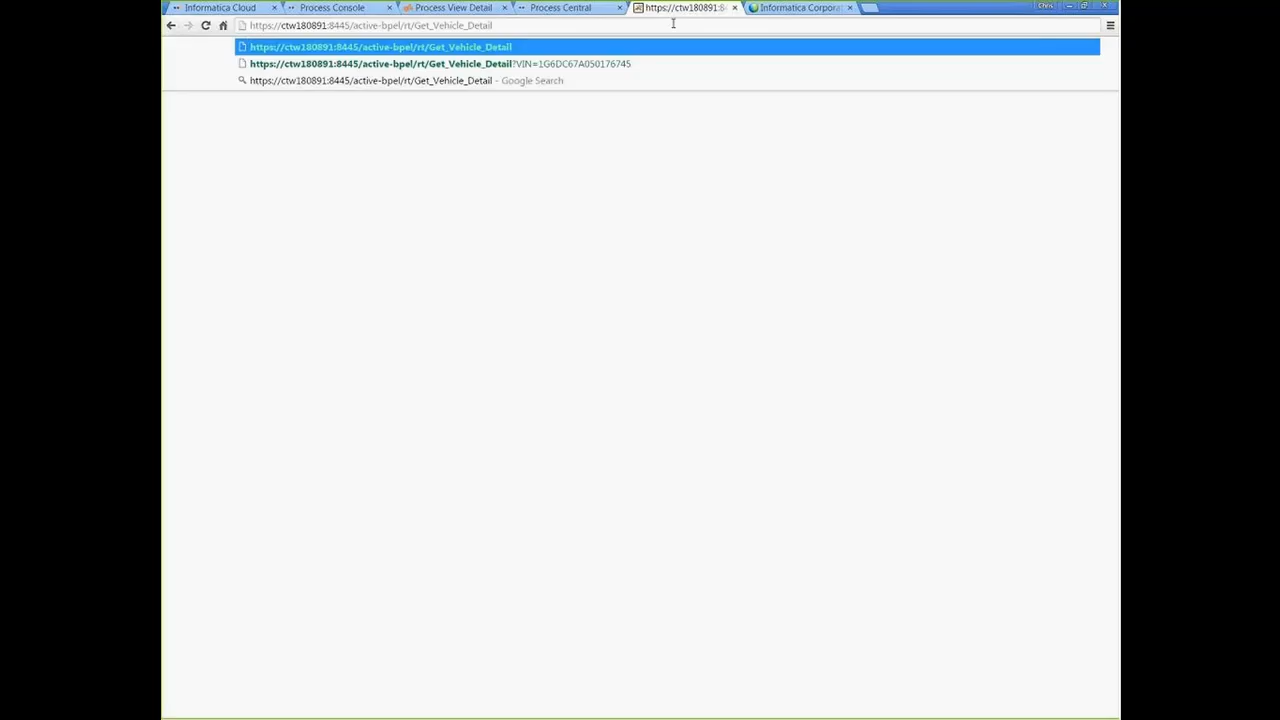 Informatica Cloud
Process Console
Process View Detail
Process Central
https://ctw180891:8
Informatica Corporat
Chris
https://ctw180891:8445/active-bpel/rt/Get_Vehicle_Detail
https://ctw180891:8445/active-bpel/rt/Get_Vehicle_Detail
https://ctw180891:8445/active-bpel/rt/Get_Vehicle_Detail?VIN=1G6DC67A050176745
https://ctw180891:8445/active-bpel/rt/Get_Vehicle_Detail - Google Search